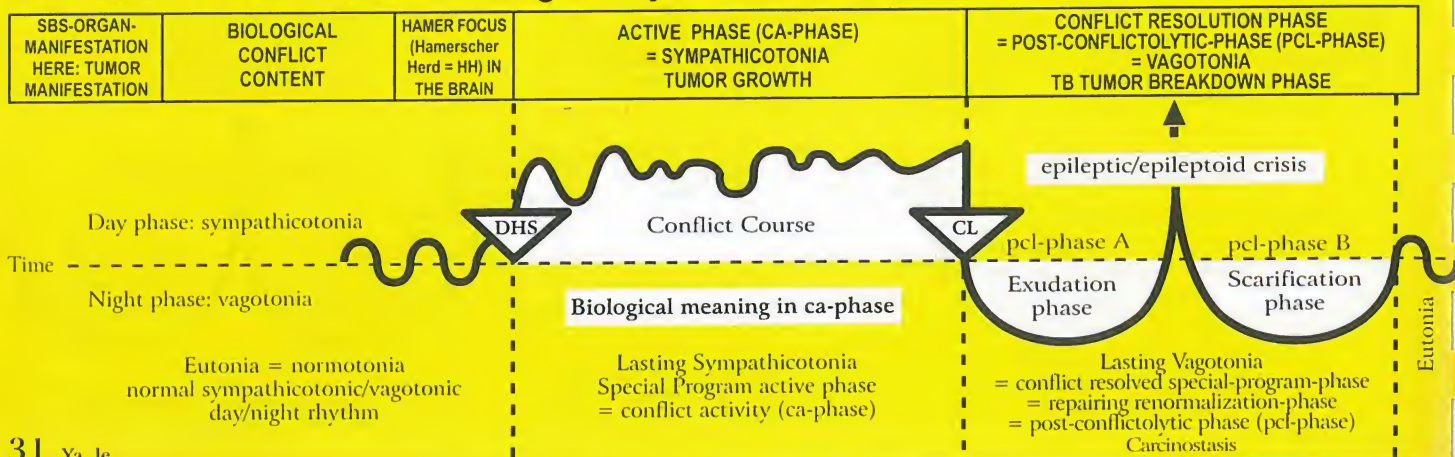 SBS-ORGAN-
MANIFESTATION
HERE: TUMOR
MANIFESTATION
BIOLOGICAL
CONFLICT
CONTENT
HAMER FOCUS
(Hamerscher
Herd = HH) IN
THE BRAIN
ACTIVE PHASE (CA-PHASE)
= SYMPATHICOTONIA
TUMOR GROWTH
CONFLICT RESOLUTION PHASE
= POST-CONFLICTOLYTIC-PHASE (PCL-PHASE)
= VAGOTONIA
TB TUMOR BREAKDOWN PHASE
epileptic/epileptoid crisis
Day phase: sympathicotonia
DHS
Conflict Course
CL
pcl-phase A
pcl-phase B
Time
Exudation
phase
Scarification
phase
Night phase: vagotonia
Biological meaning in ca-phase
Eutonia
Eutonia = normotonia
normal sympathicotonic/vagotonic
day/night rhythm
Lasting Sympathicotonia
Special Program active phase
= conflict activity (ca-phase)
Lasting Vagotonia
= conflict resolved special-program-phase
= repairing renormalization-phase
= post-conflictolytic phase (pcl-phase)
Carcinostasis
31 Ya, le